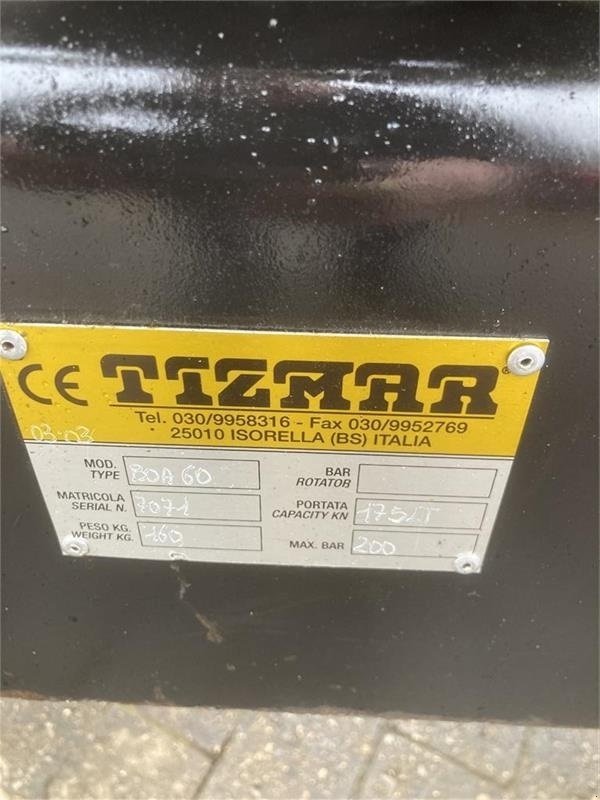 CE TIZMAR ®
Tel. 030/9958316 - Fax 030/9952769
25010 ISORELLA (BS) ITALIA
03-03
MOD. TYPE BOA 60
BAR ROTATOR
MATRICOLA SERIAL N. 7071
PORTATA CAPACITY KN 175LT
PESO KG. WEIGHT KG. 160
MAX. BAR 200